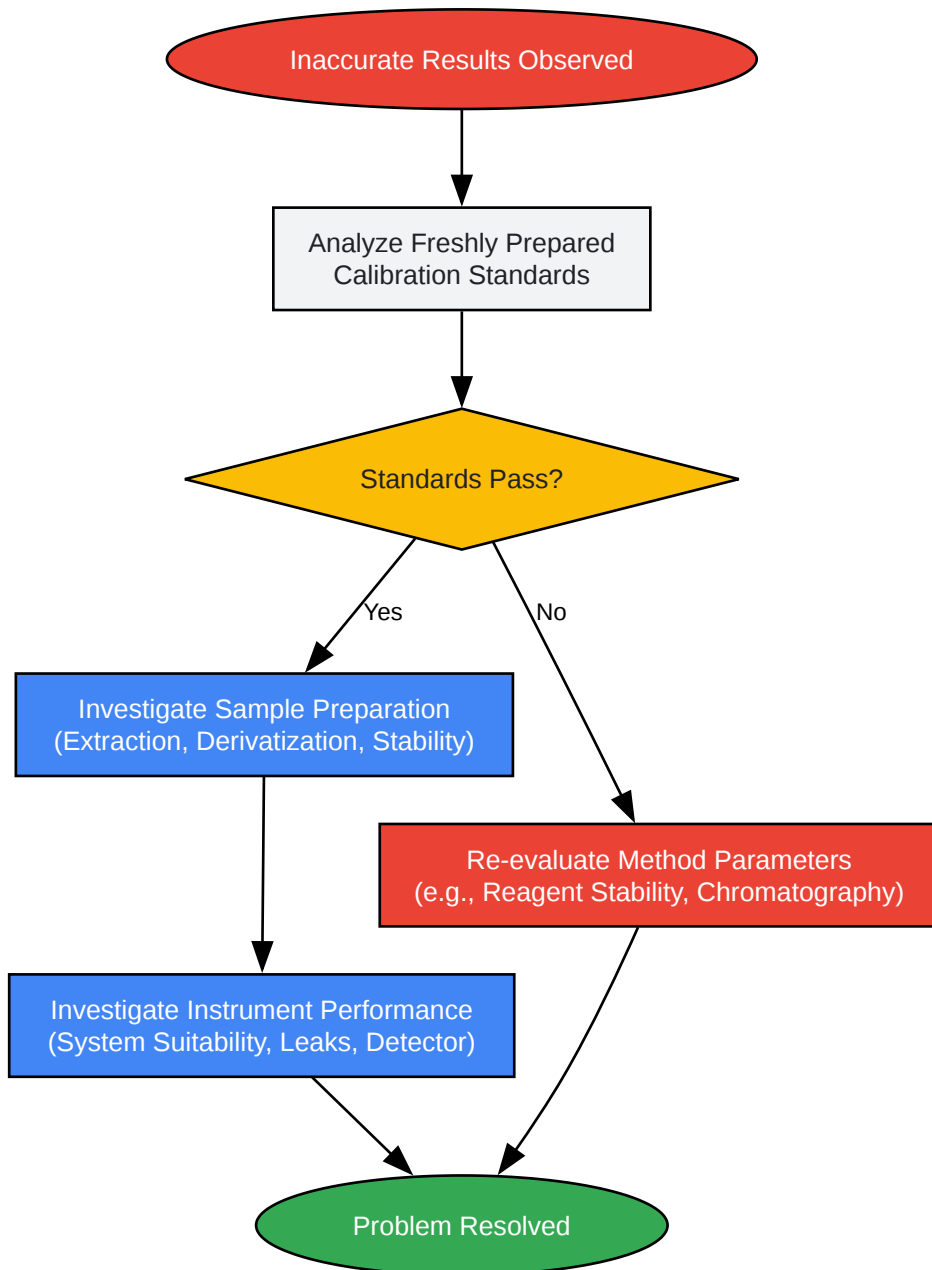 Inaccurate Results Observed
Analyze Freshly Prepared
Calibration Standards
Standards Pass?
Yes
No
Investigate Sample Preparation
(Extraction, Derivatization, Stability)
Re-evaluate Method Parameters
(e.g., Reagent Stability, Chromatography)
Investigate Instrument Performance
(System Suitability, Leaks, Detector)
Problem Resolved